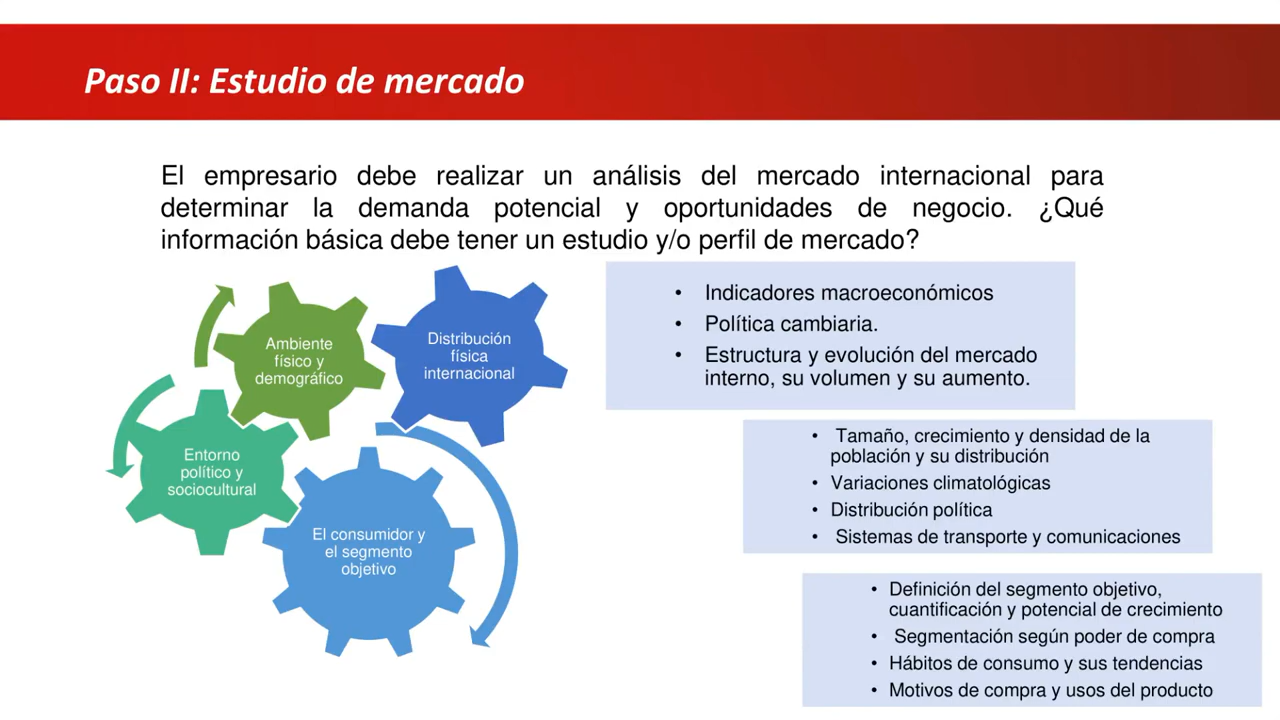 Paso II: Estudio de mercado
El empresario debe realizar un análisis del mercado internacional para
determinar la demanda potencial y oportunidades de negocio. ¿Qué
información básica debe tener un estudio y/o perfil de mercado?
Ambiente
físico y
demográfico
Distribución
física
internacional
Entorno
político y
sociocultural
El consumidor y
el segmento
objetivo
• Indicadores macroeconómicos
• Política cambiaria.
• Estructura y evolución del mercado
interno, su volumen y su aumento.
• Tamaño, crecimiento y densidad de la
población y su distribución
• Variaciones climatológicas
• Distribución política
• Sistemas de transporte y comunicaciones
• Definición del segmento objetivo,
cuantificación y potencial de crecimiento
• Segmentación según poder de compra
• Hábitos de consumo y sus tendencias
• Motivos de compra y usos del producto